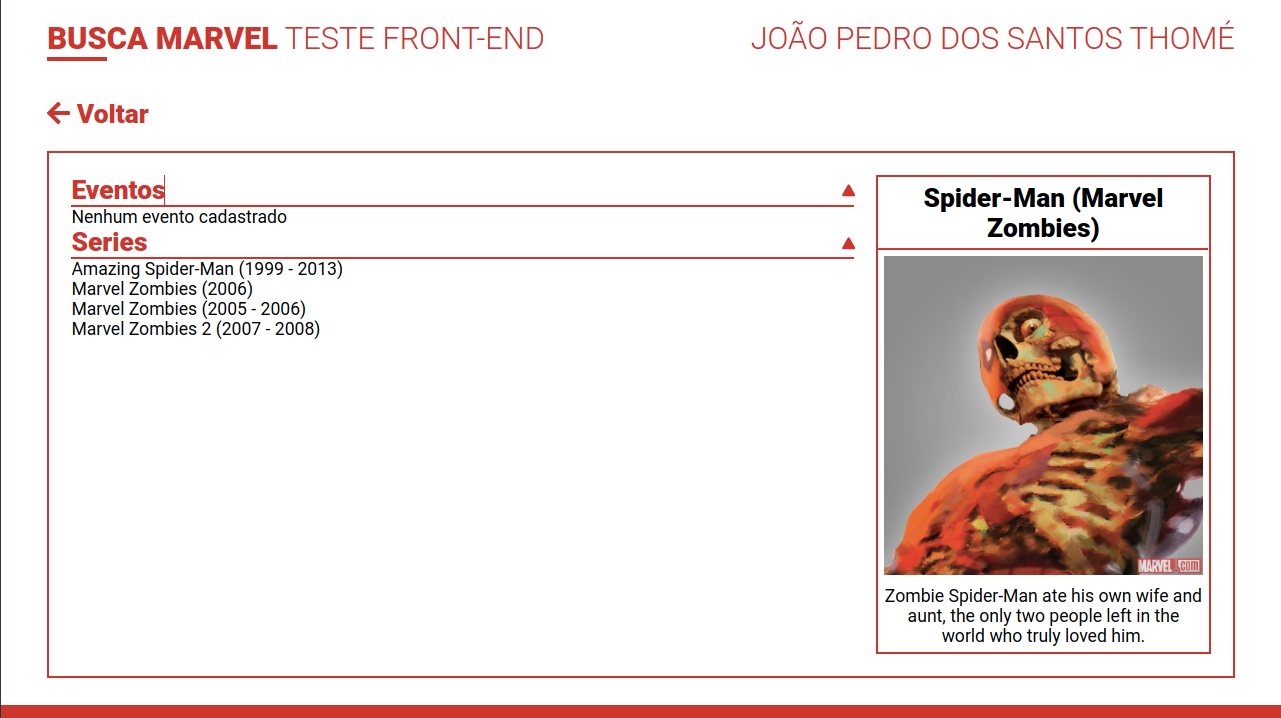 BUSCA MARVEL TESTE FRONT-END
JOÃO PEDRO DOS SANTOS THOMÉ
Voltar
Eventos
Nenhum evento cadastrado
Series
Amazing Spider-Man (1999 - 2013)
Marvel Zombies (2006)
Marvel Zombies (2005 - 2006)
Marvel Zombies 2 (2007 - 2008)
Spider-Man (Marvel
Zombies)
MARVEL.com
Zombie Spider-Man ate his own wife and
aunt, the only two people left in the
world who truly loved him.